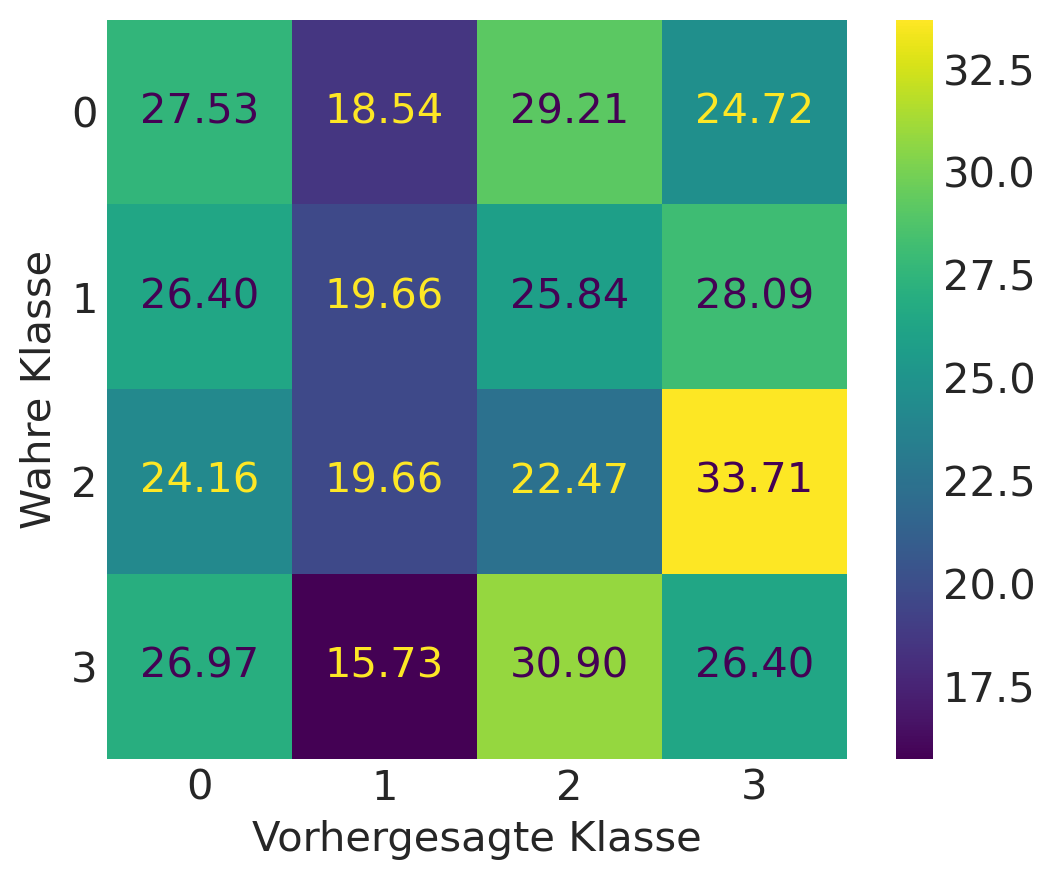 0 27.53 18.54 29.21 24.72
1 26.40 19.66 25.84 28.09
2 24.16 19.66 22.47 33.71
3 26.97 15.73 30.90 26.40
0 1 2 3
Vorhergesagte Klasse
Wahre Klasse
32.5
30.0
27.5
25.0
22.5
20.0
17.5